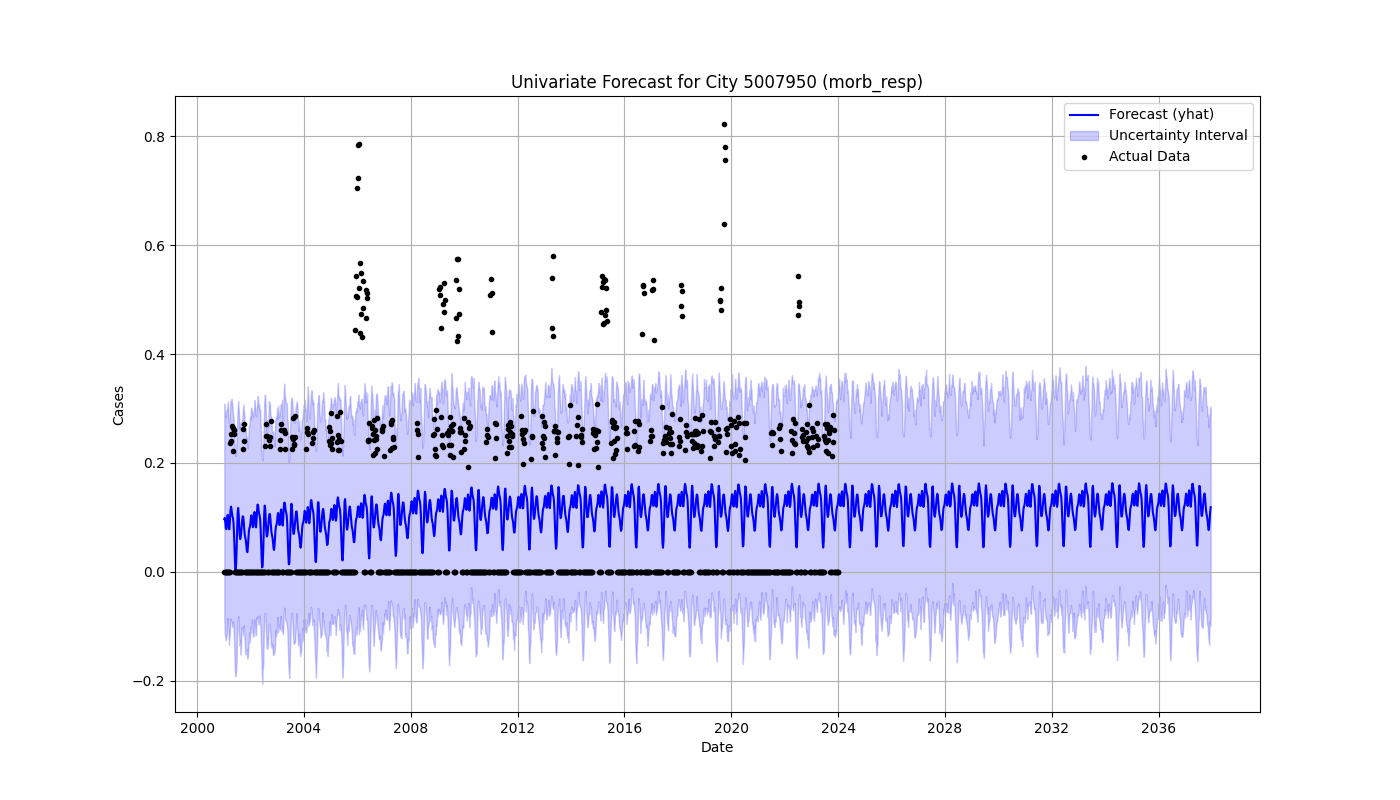 Univariate Forecast for City 5007950 (morb_resp)
Forecast (yhat)
Uncertainty Interval
Actual Data
Cases
0.8
0.6
0.4
0.2
0.0
−0.2
2000 2004 2008 2012 2016 2020 2024 2028 2032 2036
Date